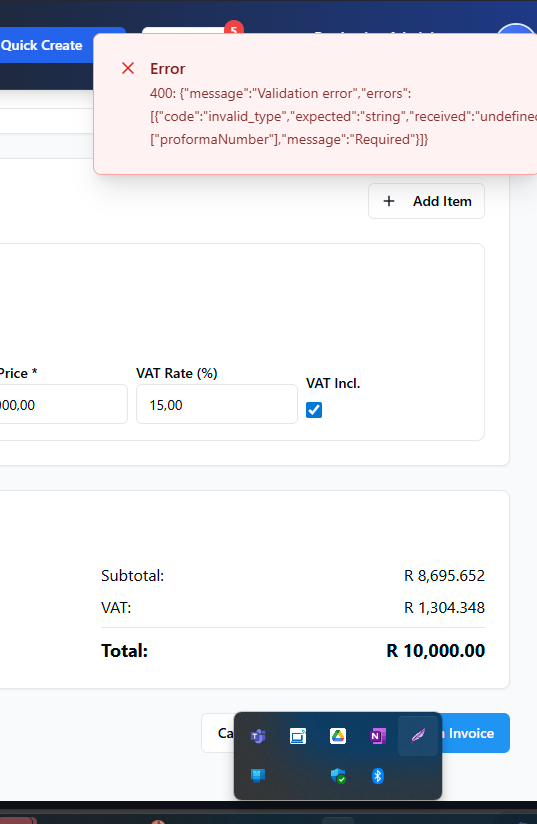 Quick Create
5
Error
400: {"message":"Validation error","errors":
[{"code":"invalid_type","expected":"string","received":"undefined
["proformaNumber"],"message":"Required"}]}
Add Item
Price *
VAT Rate (%)
VAT Incl.
000,00
15,00
Subtotal:
R 8,695.652
VAT:
R 1,304.348
Total:
R 10,000.00
Ca
Invoice